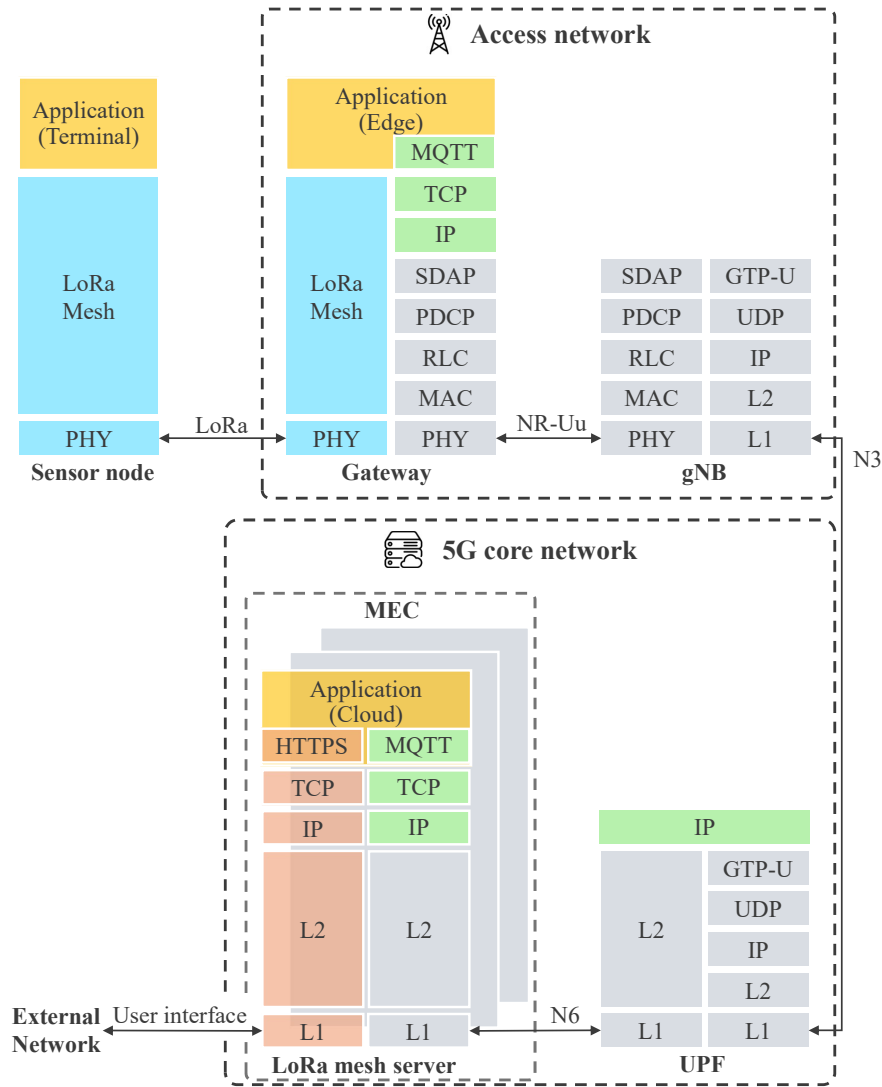 Access network
Application
(Terminal)
LoRa
Mesh
PHY
Sensor node
LoRa
Application
(Edge)
MQTT
TCP
IP
LoRa
Mesh
SDAP
PDCP
RLC
MAC
PHY
PHY
Gateway
NR-Uu
SDAP
GTP-U
PDCP
UDP
RLC
IP
MAC
L2
PHY
L1
gNB
N3
5G core network
MEC
Application
(Cloud)
HTTPS
MQTT
TCP
TCP
IP
IP
L2
L2
L1
L1
LoRa mesh server
External
Network
User interface
N6
IP
L2
GTP-U
UDP
IP
L2
L1
L1
UPF